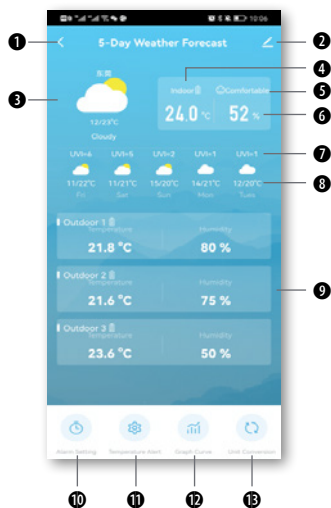 10:06
5-Day Weather Forecast
Indoor Comfortable
24.0 °C 52 %
12/23°C
Cloudy
UVI=6 UVI=5 UVI=2 UVI=1 UVI=1
11/22°C 11/21°C 15/20°C 14/21°C 12/20°C
Fri Sat Sun Mon Tues
Outdoor 1
Temperature Humidity
21.8 °C 80 %
Outdoor 2
Temperature Humidity
21.6 °C 75 %
Outdoor 3
Temperature Humidity
23.6 °C 50 %
Alarm Setting Temperature Alert Graph/Curve Unit Conversion
1
2
3
4
5
6
7
8
9
10 11 12 13